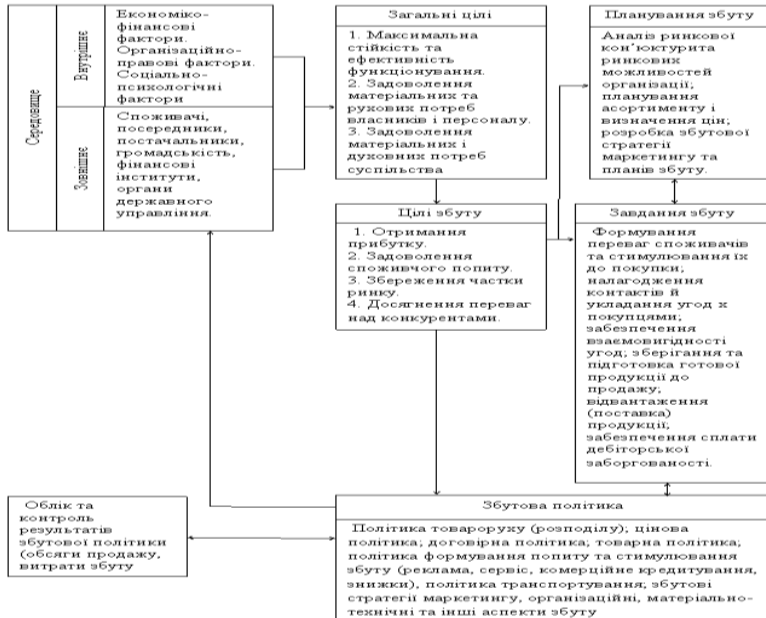 Середовище
Внутрішнє
Економіко-
фінансові
фактори.
Організаційно-
правові фактори.
Соціально-
психологічні
фактори
Зовнішнє
Споживачі,
посередники,
постачальники,
громадськість,
фінансові
інститути,
органи
державного
управління.
Загальні цілі
1. Максимальна
стійкість та
ефективність
функціонування.
2. Задоволення
матеріальних та
рухових потреб
власників і персоналу.
3. Задоволення
матеріальних і
духовних потреб
суспільства
Планування збуту
Аналіз ринкової
кон'юктурита
ринкових
можливостей
організації;
планування
асортименту і
визначення цін;
розробка збутової
стратегії
маркетингу та
планів збуту.
Цілі збуту
1. Отримання
прибутку.
2. Задоволення
споживчого попиту.
3. Збереження частки
ринку.
4. Досягнення переваг
над конкурентами.
Завдання збуту
Формування
переваг споживачів
та стимулювання їх
до покупки;
налагодження
контактів й
укладання угод х
покупцями;
забезпечення
взаємовигідності
угод; зберігання та
підготовка готової
продукції до
продажу;
відвантаження
(поставка)
продукції;
забезпечення сплати
дебіторської
заборгованості.
Облік та
контроль
результатів
збутової політики
(обсяги продажу,
витрати збуту
Збутова політика
Політика товароруху (розподілу); цінова
політика; договірна політика; товарна політика;
політика формування попиту та стимулювання
збуту (реклама, сервіс, комерційне кредитування,
знижки), політика транспортування; збутові
стратегії маркетингу, організаційні, матеріально-
технічні та інші аспекти збуту